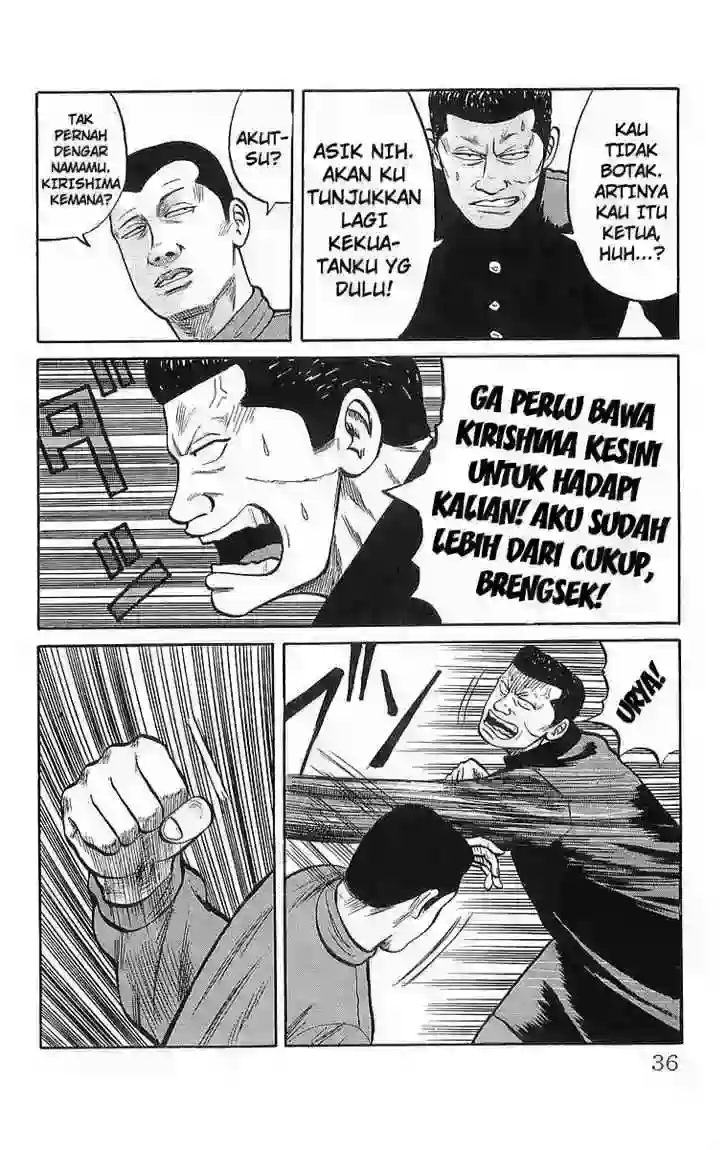 KAU
TIDAK
BOTAK.
ARTINYA
KAU ITU
KETUA,
HUH...?
ASIK NIH.
AKAN KU
TUNJUKKAN
LAGI
KEKUA-
TANKU YG
DULU!
AKUT-
SU?
TAK
PERNAH
DENGAR
NAMAMU.
KIRISHIMA
KEMANA?
GA PERLU BAWA
KIRISHIMA KESINI
UNTUK HADAPI
KALIAN! AKU SUDAH
LEBIH DARI CUKUP,
BRENGSEK!
URYA!
36